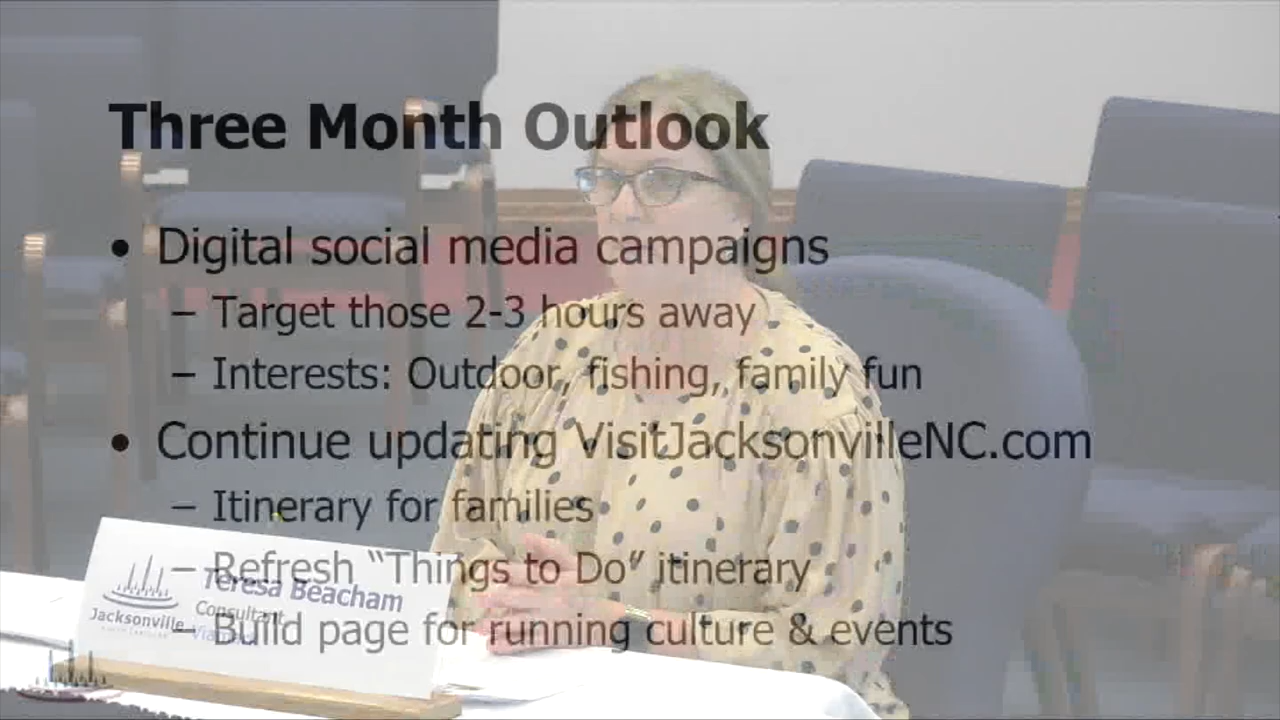 Three Month Outlook
• Digital social media campaigns
– Target those 2-3 hours away
– Interests: Outdoor, fishing, family fun
• Continue updating VisitJacksonvilleNC.com
– Itinerary for families
– Refresh “Things to Do” itinerary
– Build page for running culture & events
Teresa Beacham
Consultant
Jacksonville